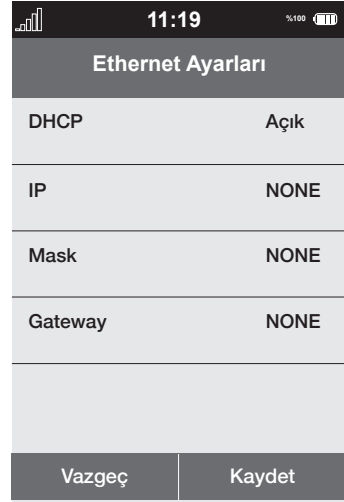 11:19 %100
Ethernet Ayarları
DHCP Açık
IP NONE
Mask NONE
Gateway NONE
Vazgeç Kaydet